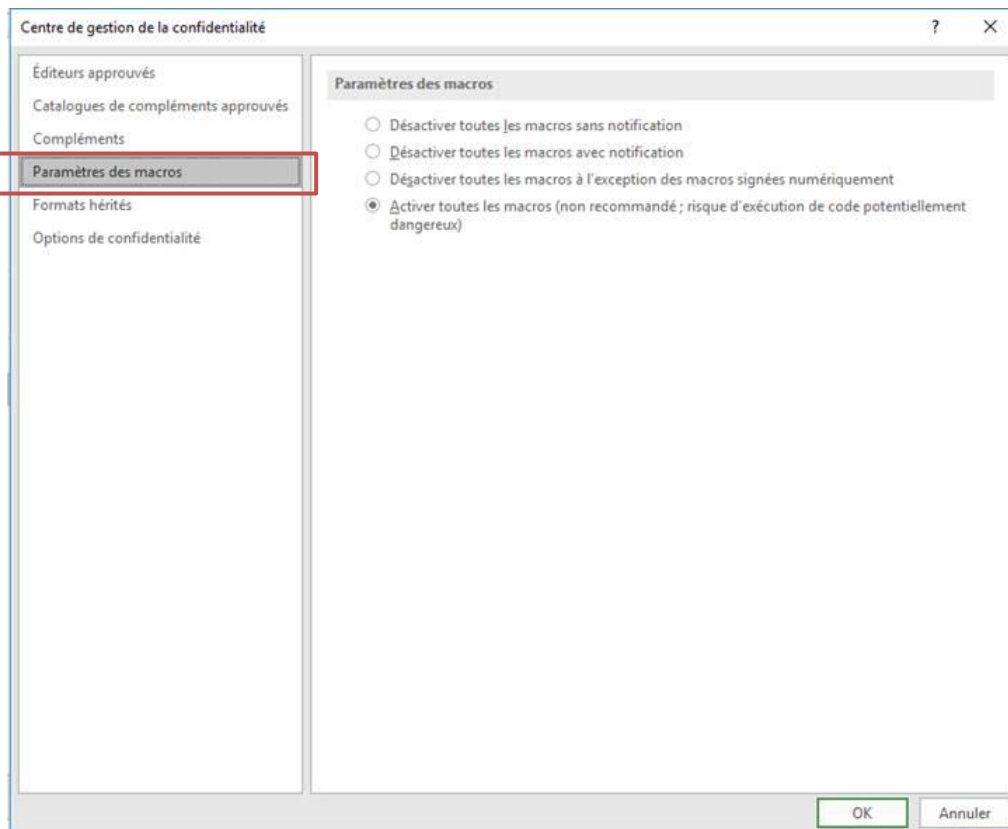 Centre de gestion de la confidentialité
?
Éditeurs approuvés
Catalogues de compléments approuvés
Compléments
Paramètres des macros
Formats hérités
Options de confidentialité
Paramètres des macros
Désactiver toutes les macros sans notification
Désactiver toutes les macros avec notification
Désactiver toutes les macros à l'exception des macros signées numériquement
Activer toutes les macros (non recommandé ; risque d'exécution de code potentiellement
dangereux)
OK
Annuler